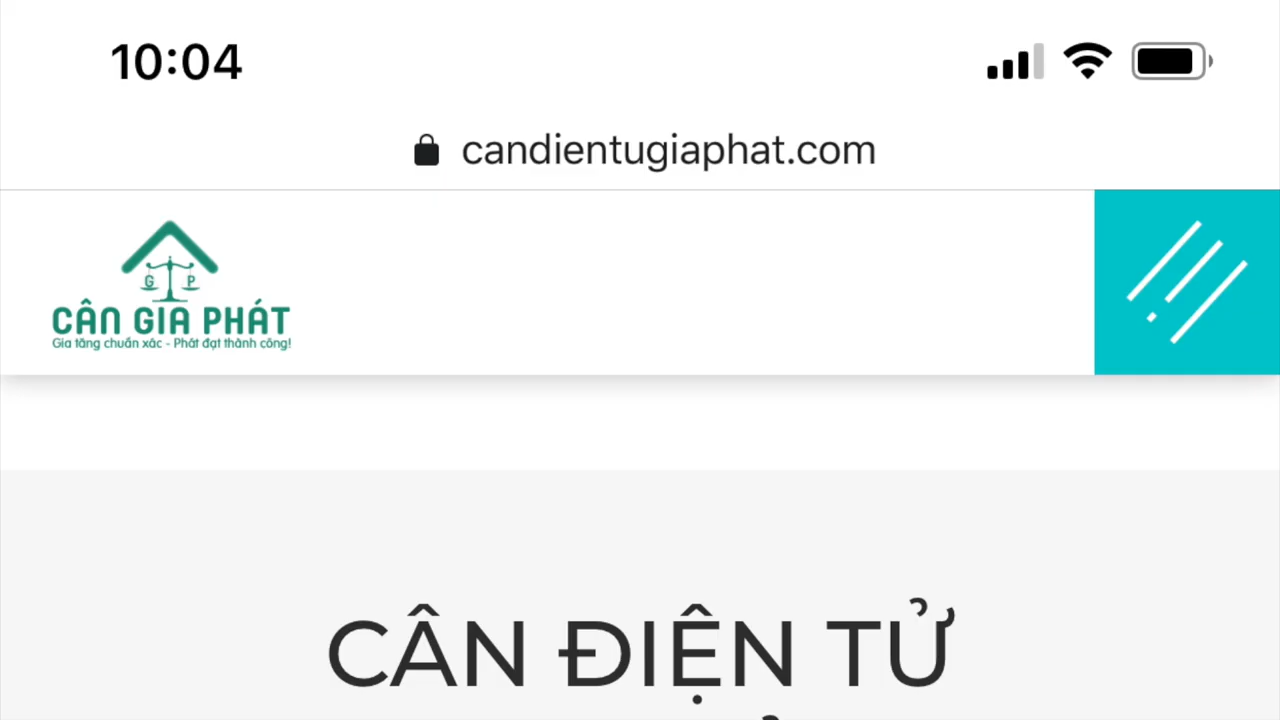 10:04
candientugiaphat.com
G P
CÂN GIA PHÁT
Gia tăng chuẩn xác - Phát đạt thành công!
CÂN ĐIỆN TỬ